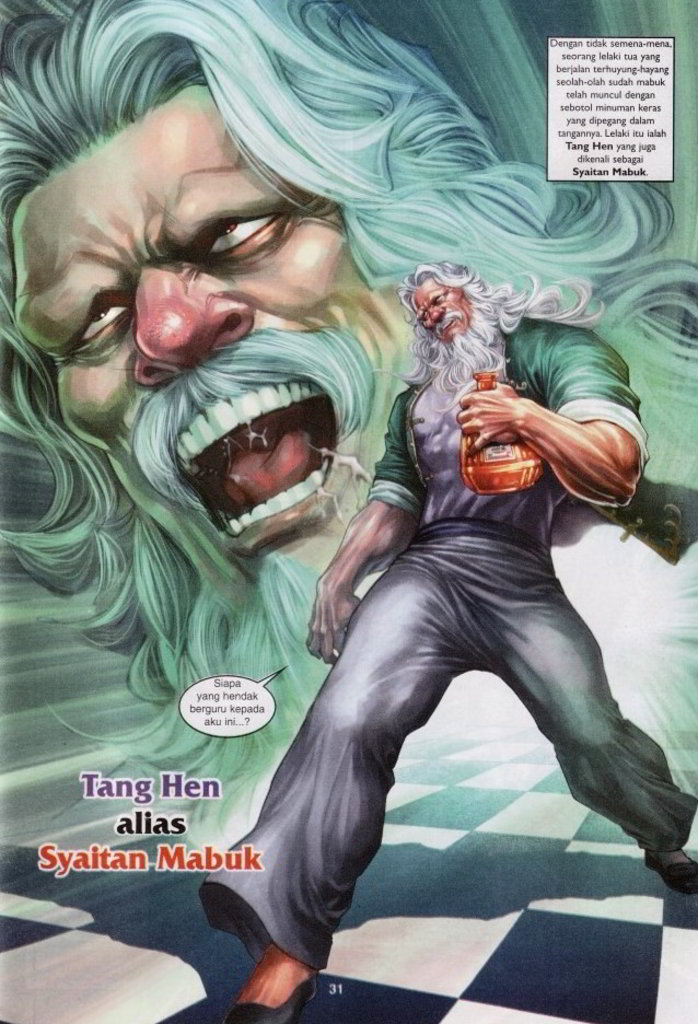 Dengan tidak semena-mena,
seorang lelaki tua yang
berjalan terhuyung-hayang
seolah-olah sudah mabuk
telah muncul dengan
sebotol minuman keras
yang dipegang dalam
tangannya. Lelaki itu ialah
Tang Hen yang juga
dikenali sebagai
Syaitan Mabuk.
Siapa
yang hendak
berguru kepada
aku ini...?
Tang Hen
alias
Syaitan Mabuk
31